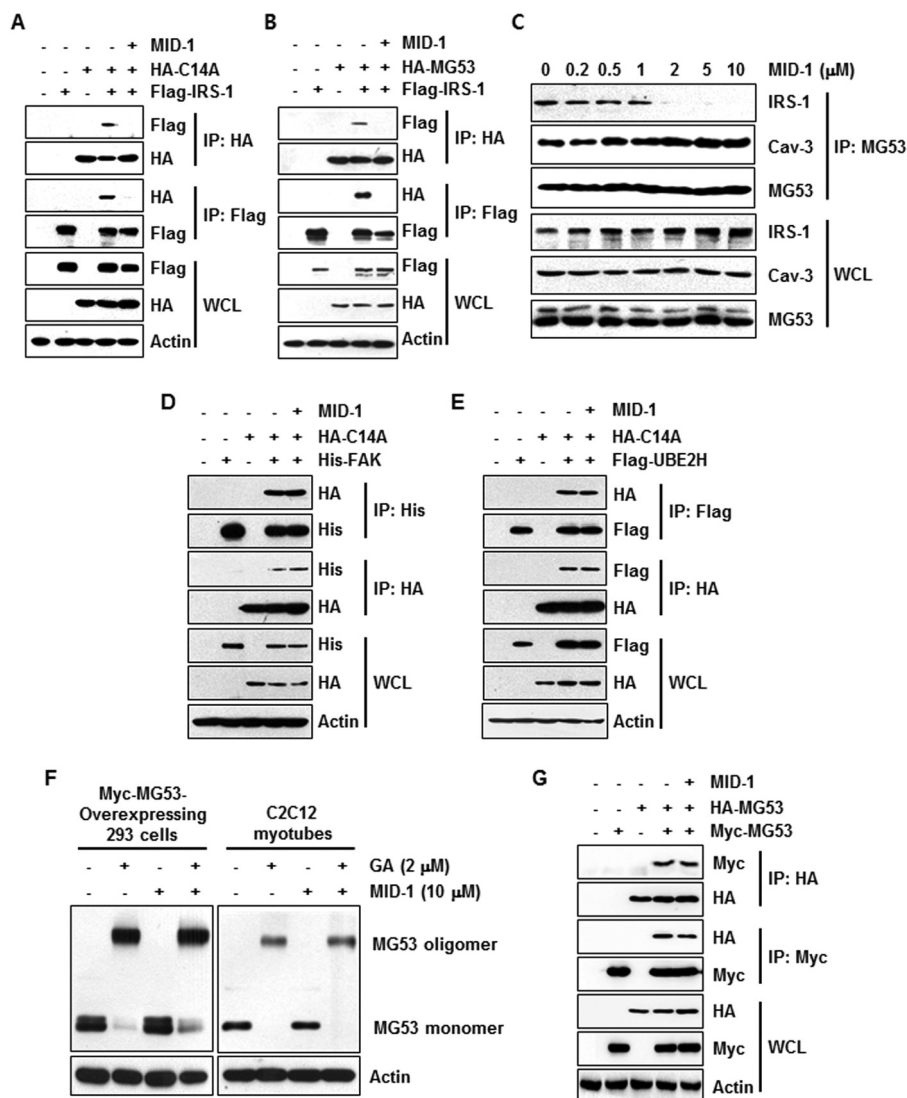 A
- - - - + MID-1
- - + + + HA-C14A
- + - + + Flag-IRS-1
Flag
HA
IP: HA
HA
Flag
IP: Flag
Flag
HA
Actin
WCL
B
- - - - + MID-1
- - + + + HA-MG53
- + - + + Flag-IRS-1
Flag
HA
IP: HA
HA
Flag
IP: Flag
Flag
HA
Actin
WCL
C
0 0.2 0.5 1 2 5 10 MID-1 (μM)
IRS-1
Cav-3
MG53
IP: MG53
IRS-1
Cav-3
MG53
WCL
D
- - - - + MID-1
- - + + + HA-C14A
- + - + + His-FAK
HA
His
IP: His
His
HA
IP: HA
His
HA
Actin
WCL
E
- - - - + MID-1
- - + + + HA-C14A
- + - + + Flag-UBE2H
HA
Flag
IP: Flag
Flag
HA
IP: HA
Flag
HA
Actin
WCL
F
Myc-MG53-
Overexpressing
293 cells
C2C12
myotubes
- + - + - + - + GA (2 μM)
- - + + - - + + MID-1 (10 μM)
MG53 oligomer
MG53 monomer
Actin
G
- - - - + MID-1
- - + + + HA-MG53
- + - + + Myc-MG53
Myc
HA
IP: HA
HA
Myc
IP: Myc
HA
Myc
Actin
WCL